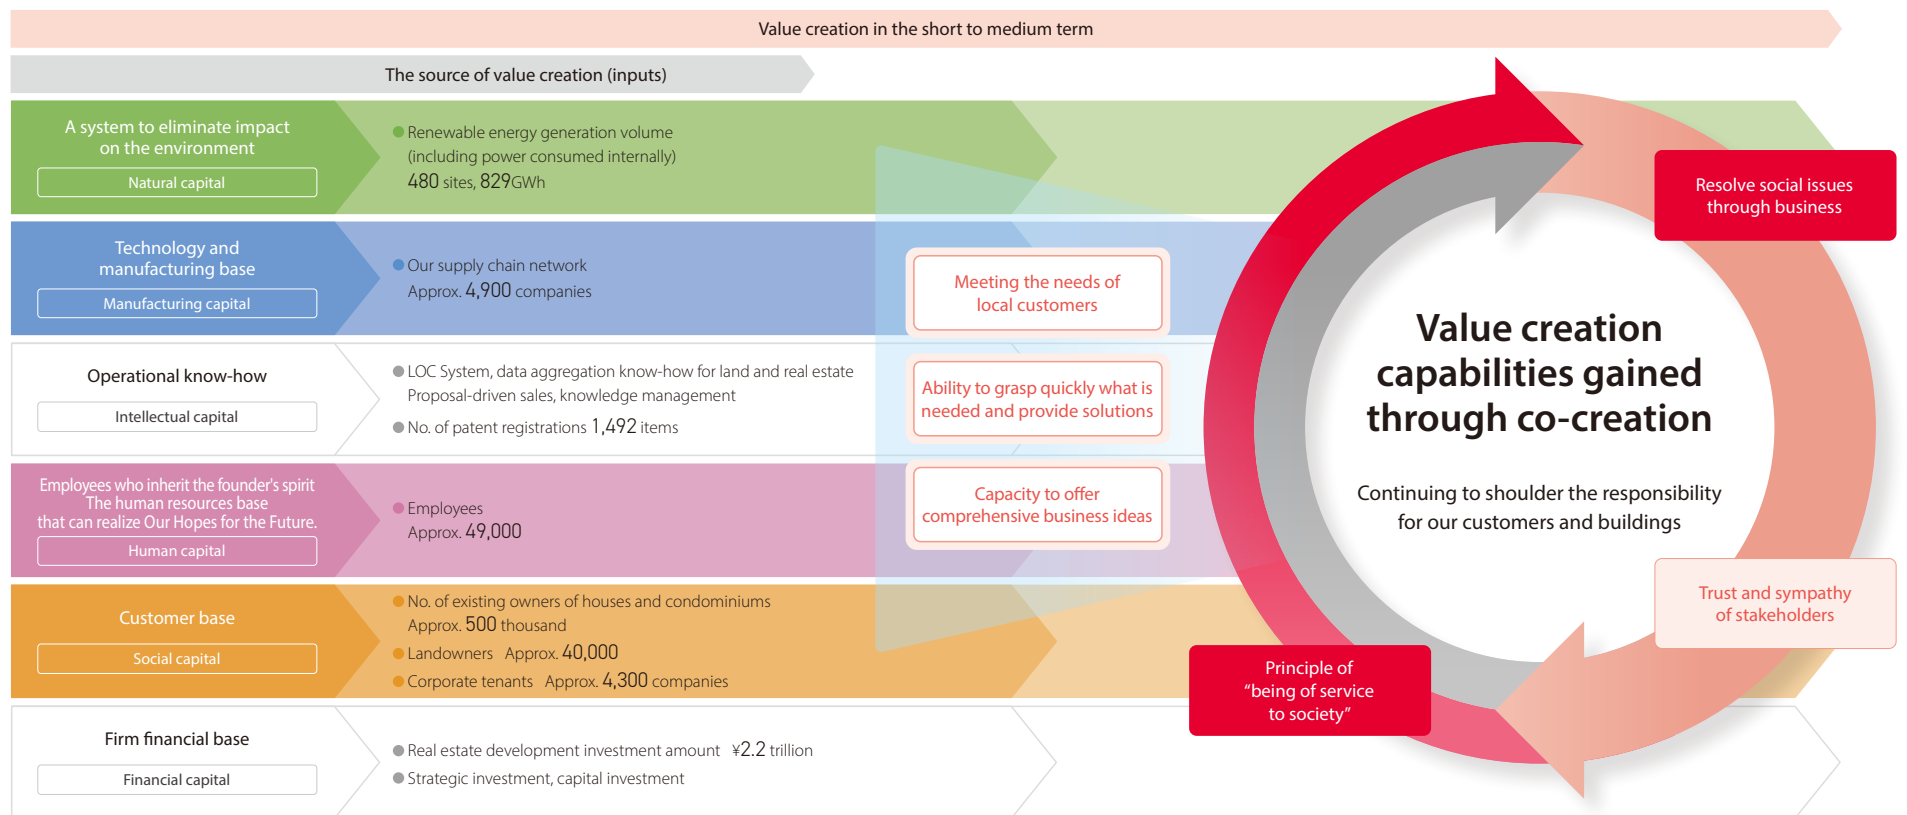 Value creation in the short to medium term
The source of value creation (inputs)
A system to eliminate impact
on the environment
Natural capital
Renewable energy generation volume
(including power consumed internally)
480 sites, 829GWh
Technology and
manufacturing base
Manufacturing capital
Our supply chain network
Approx. 4,900 companies
Operational know-how
Intellectual capital
LOC System, data aggregation know-how for land and real estate
Proposal-driven sales, knowledge management
No. of patent registrations 1,492 items
Employees who inherit the founder's spirit
The human resources base
that can realize Our Hopes for the Future.
Human capital
Employees
Approx. 49,000
Customer base
Social capital
No. of existing owners of houses and condominiums
Approx. 500 thousand
Landowners Approx. 40,000
Corporate tenants Approx. 4,300 companies
Firm financial base
Financial capital
Real estate development investment amount ¥2.2 trillion
Strategic investment, capital investment
Meeting the needs of
local customers
Ability to grasp quickly what is
needed and provide solutions
Capacity to offer
comprehensive business ideas
Resolve social issues
through business
Value creation
capabilities gained
through co-creation
Continuing to shoulder the responsibility
for our customers and buildings
Trust and sympathy
of stakeholders
Principle of
“being of service
to society”